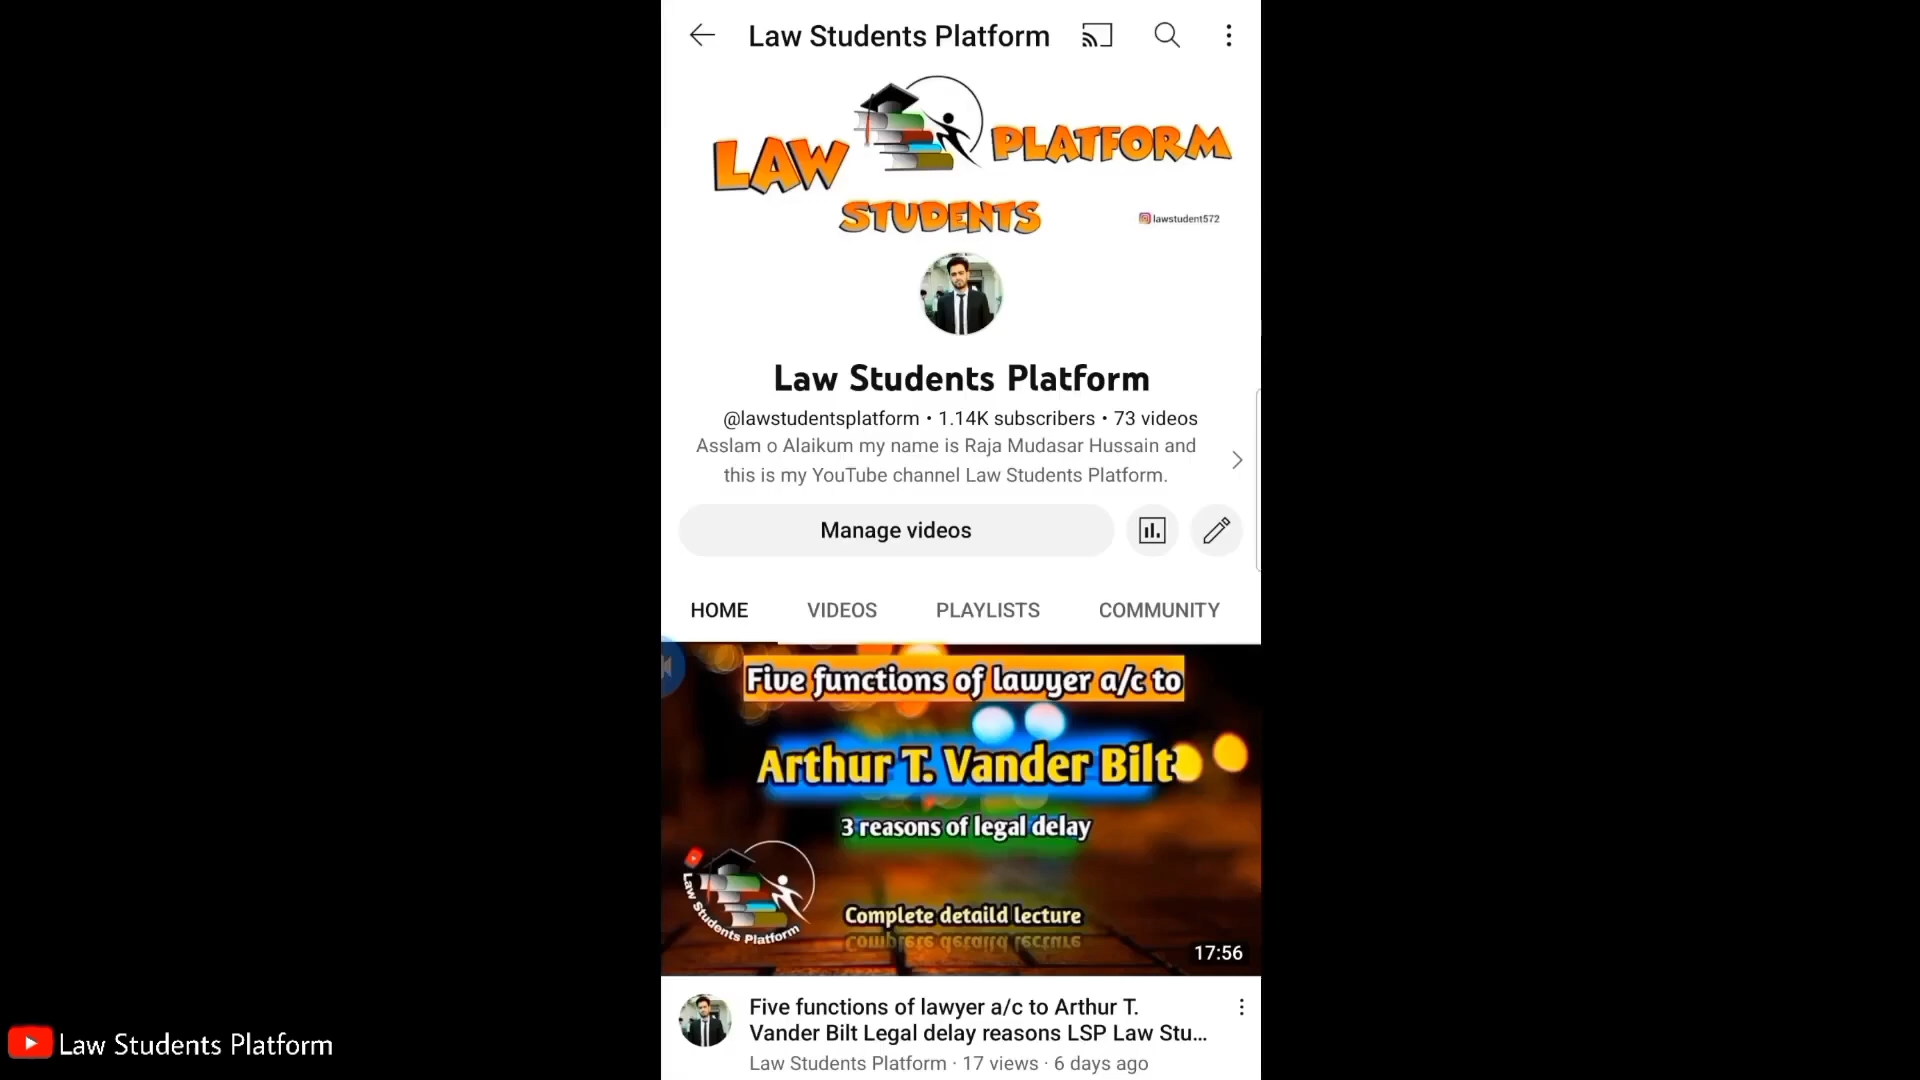 Law Students Platform
LAW
PLATFORM
STUDENTS
lawstudent572
Law Students Platform
@lawstudentsplatform • 1.14K subscribers • 73 videos
Asslam o Alaikum my name is Raja Mudasar Hussain and
this is my YouTube channel Law Students Platform.
Manage videos
HOME
VIDEOS
PLAYLISTS
COMMUNITY
Five functions of lawyer a/c to
Arthur T. Vander Bilt
3 reasons of legal delay
Law Students Platform
Complete detaild lecture
17:56
Five functions of lawyer a/c to Arthur T.
Vander Bilt Legal delay reasons LSP Law Stu...
Law Students Platform · 17 views · 6 days ago
Law Students Platform